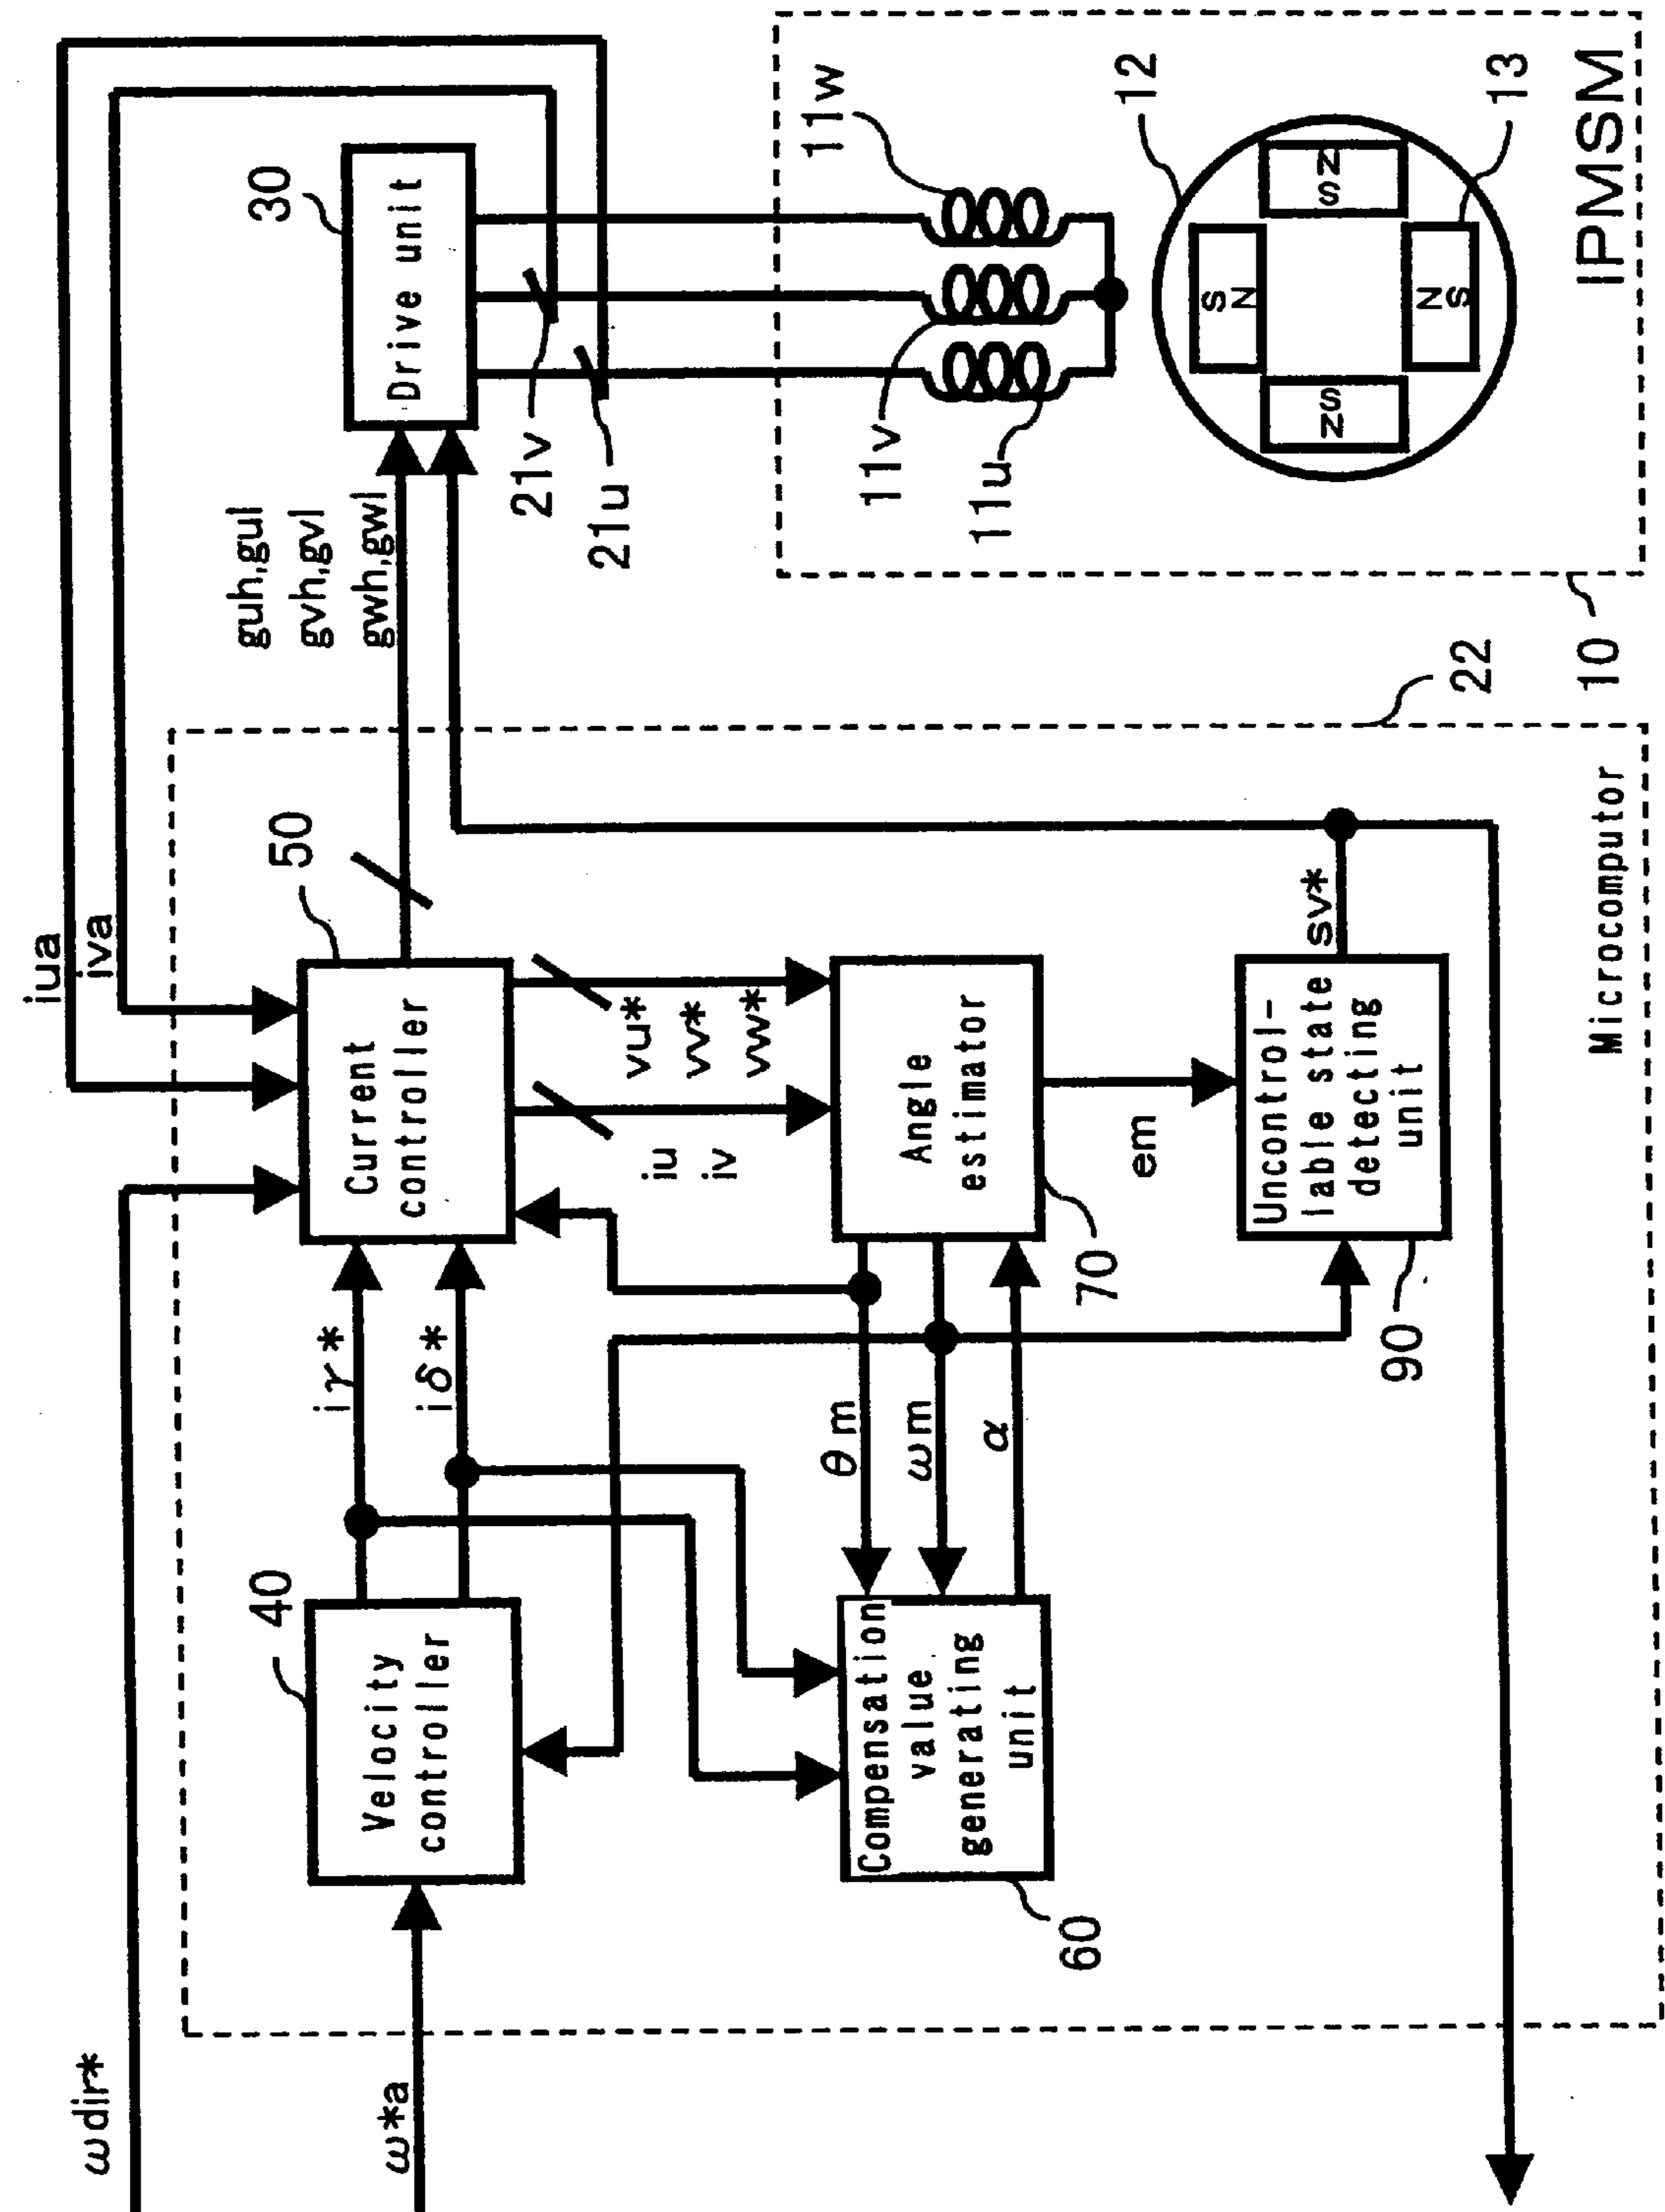 ωdir*
ω*a
iua
iva
40
Velocity
controller
iγ*
iδ*
50
Current
controller
guh,gul
gvh,gvl
gwh,gwl
30
Drive unit
21v
21u
vu*
vv*
vw*
iu
iv
60
Compensation
value
generating
unit
θm
ωm
α
Angle
estimator
70
em
Uncontrol-
lable state
detecting
unit
90
sv*
Microcomputor
22
10
11w
11v
11u
12
13
S
N
N
S
S
N
N
S
IPMSM